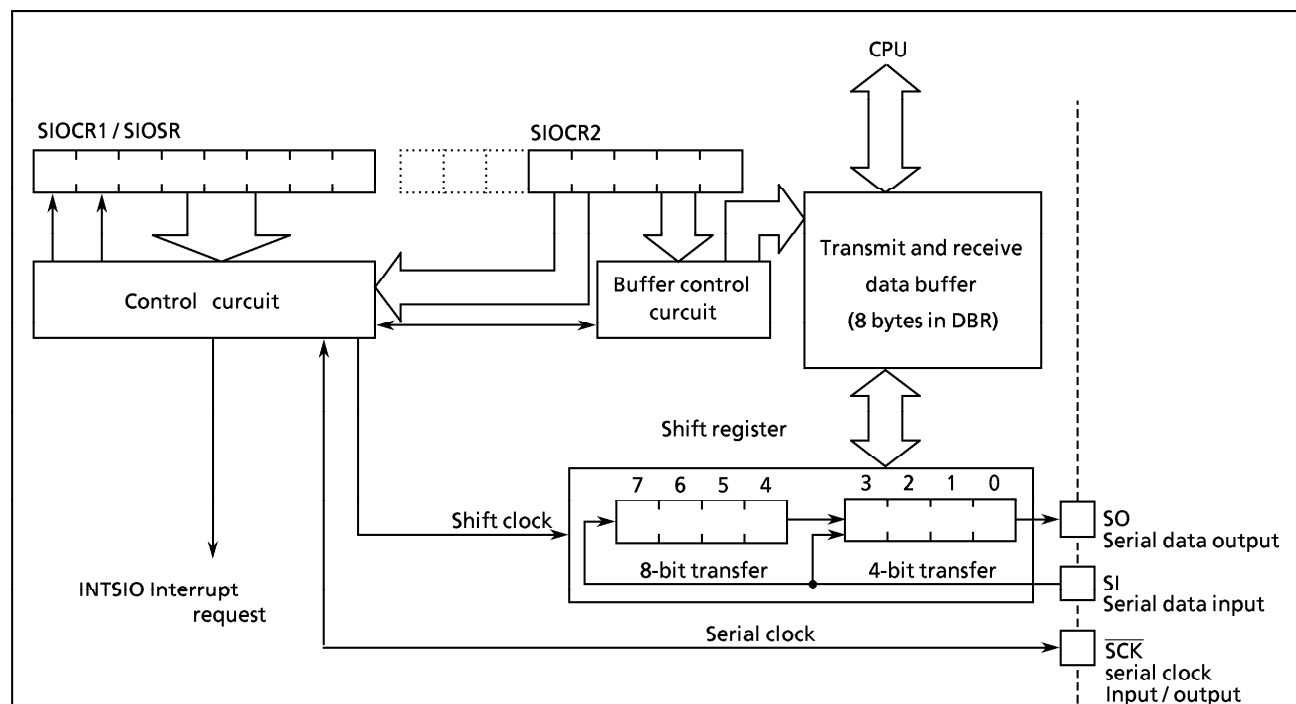 CPU
SIOCR1 / SIOSR
SIOCR2
Control curcuit
Buffer control
curcuit
Transmit and receive
data buffer
(8 bytes in DBR)
Shift register
7 6 5 4 3 2 1 0
Shift clock
8-bit transfer
4-bit transfer
SO
Serial data output
SI
Serial data input
INTSIO Interrupt
request
Serial clock
S̅C̅K̅
serial clock
Input / output